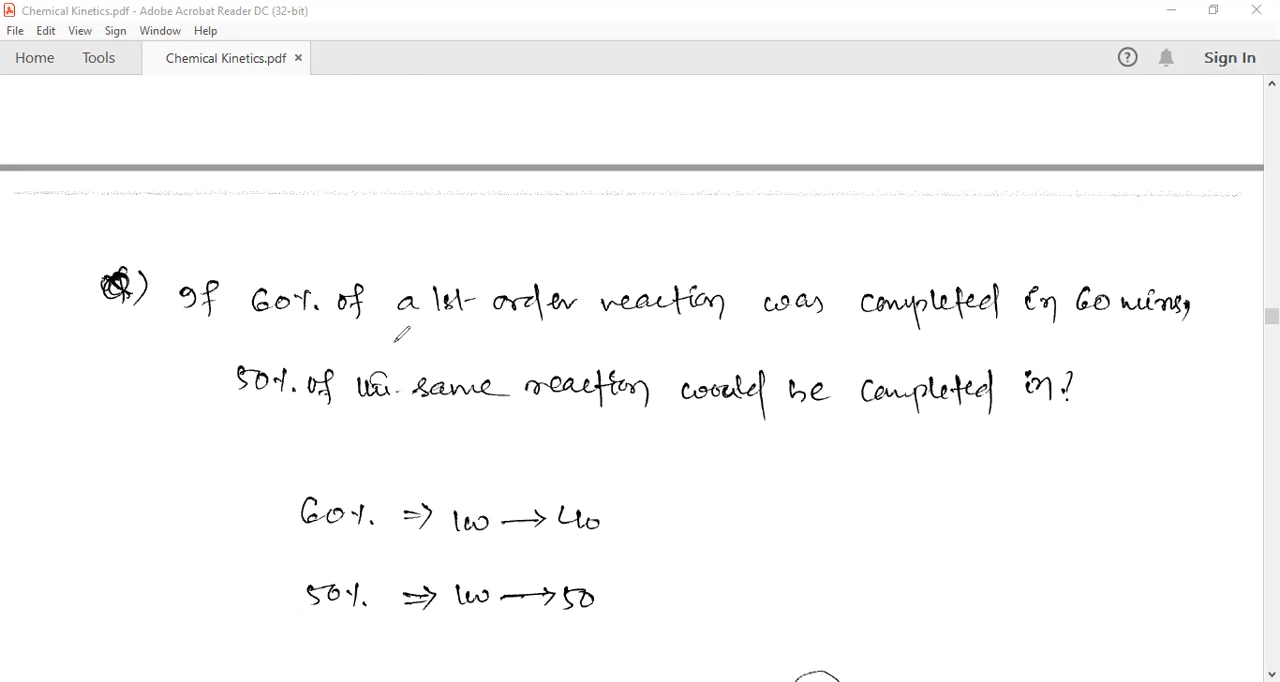 Chemical Kinetics.pdf - Adobe Acrobat Reader DC (32-bit)
File Edit View Sign Window Help
Home Tools Chemical Kinetics.pdf × Sign In
Q) If 60% of a 1st order reaction was completed in 60 mins,
50% of the same reaction would be completed in?
60% ⇒ 100 → 40
50% ⇒ 100 → 50